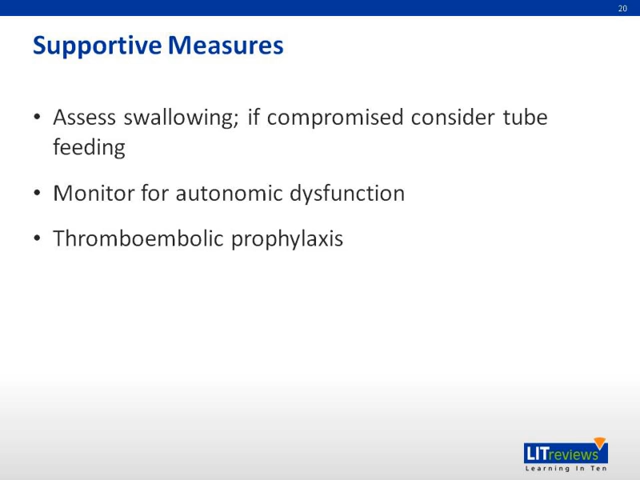 20
Supportive Measures
• Assess swallowing; if compromised consider tube
feeding
• Monitor for autonomic dysfunction
• Thromboembolic prophylaxis
LITreviews
Learning In Ten